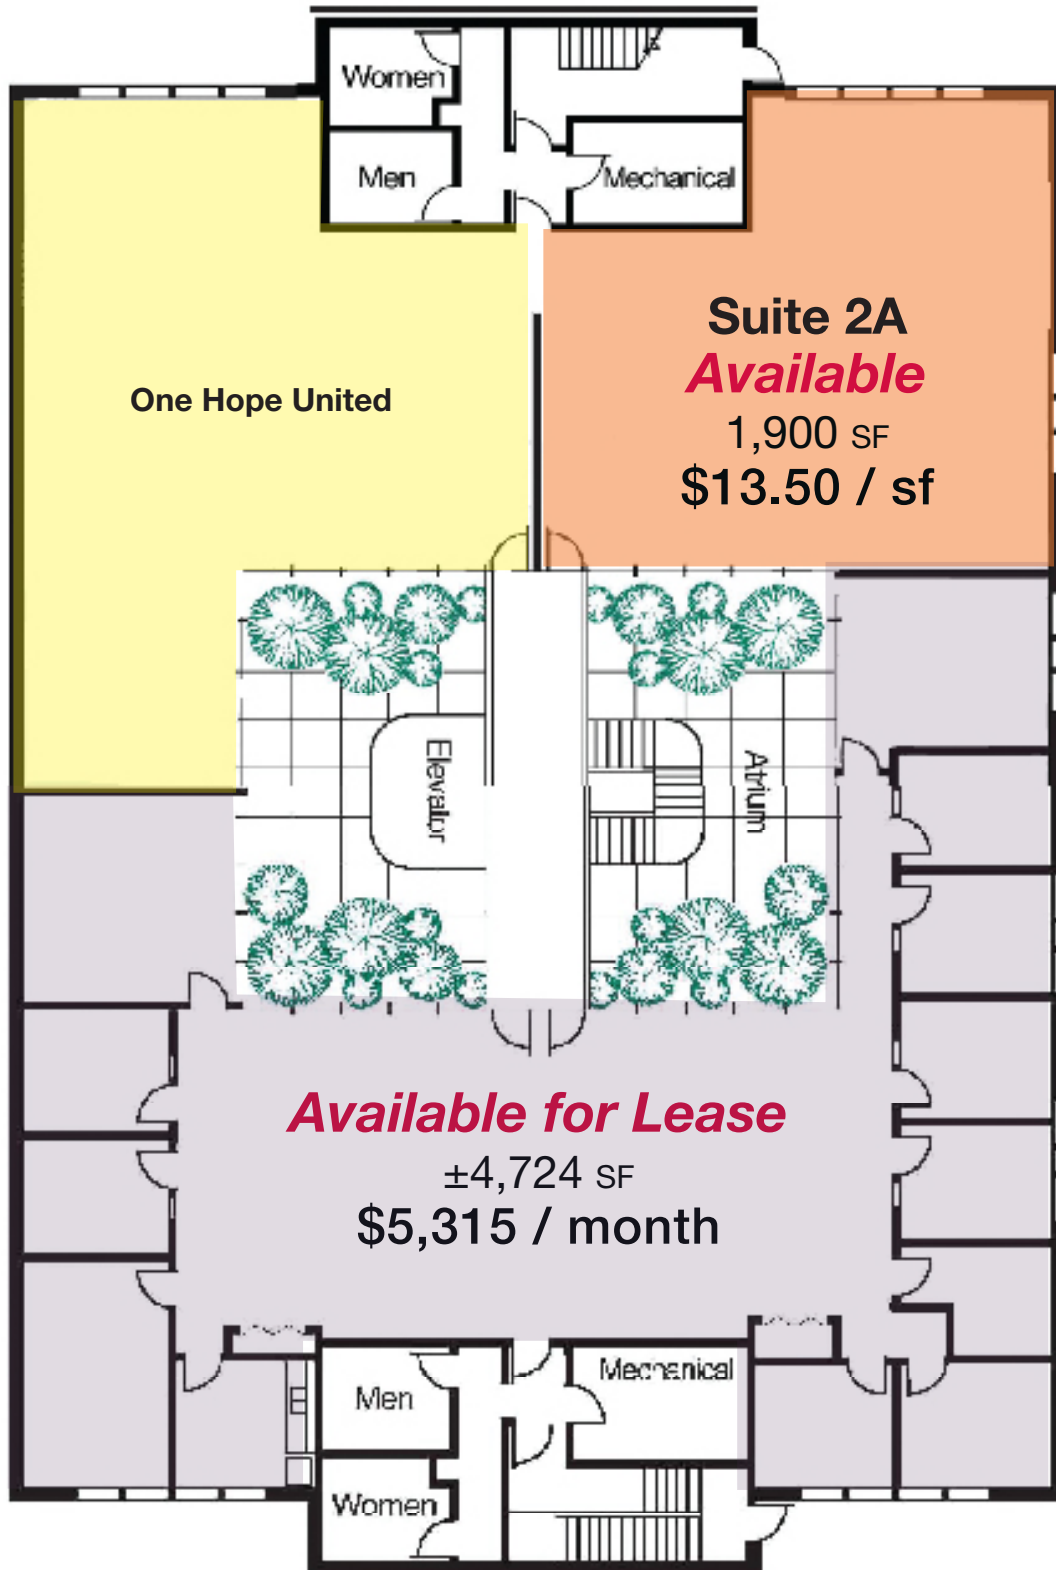 Women
Men
Mechanical
Suite 2A
Available
1,900 SF
$13.50 / sf
One Hope United
Elevator
Atrium
Available for Lease
±4,724 SF
$5,315 / month
Mechanical
Men
Women